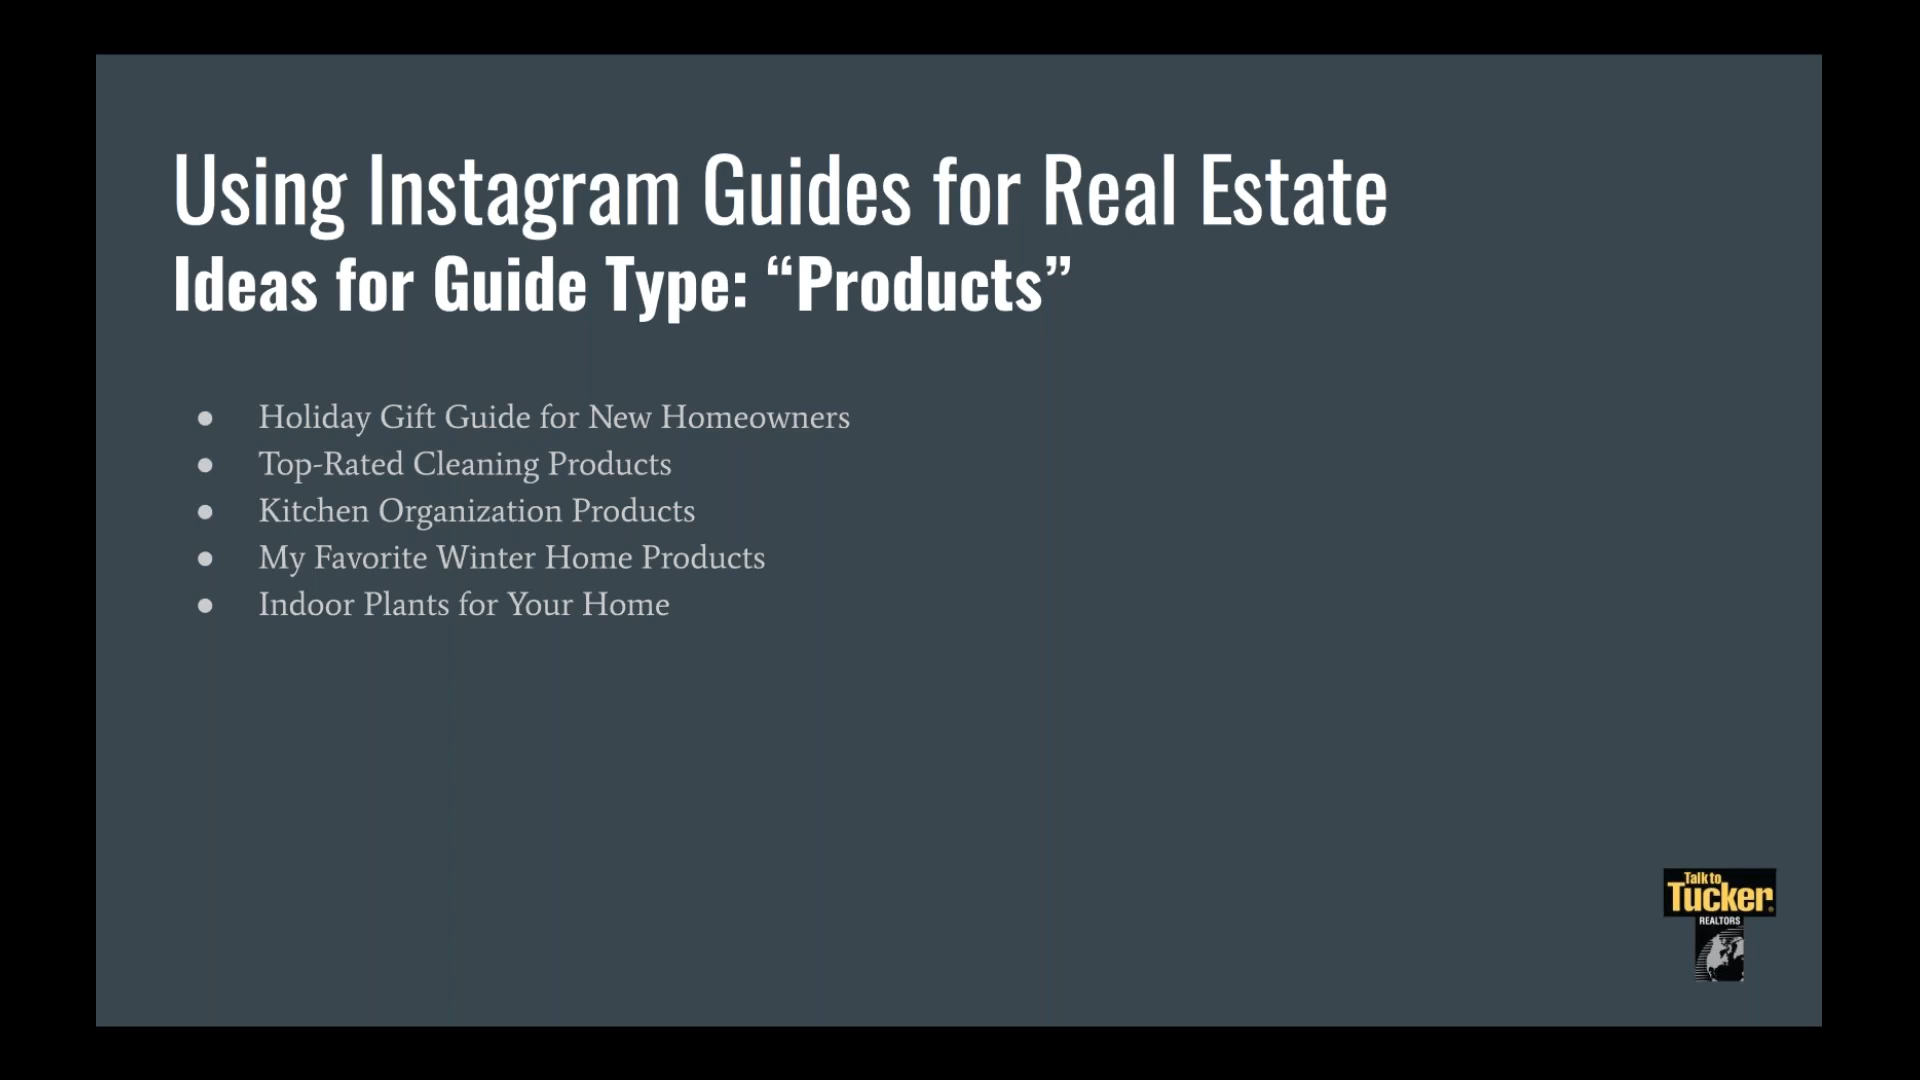 Using Instagram Guides for Real Estate
Ideas for Guide Type: “Products”
● Holiday Gift Guide for New Homeowners
● Top-Rated Cleaning Products
● Kitchen Organization Products
● My Favorite Winter Home Products
● Indoor Plants for Your Home
Talk to
Tucker.
REALTORS